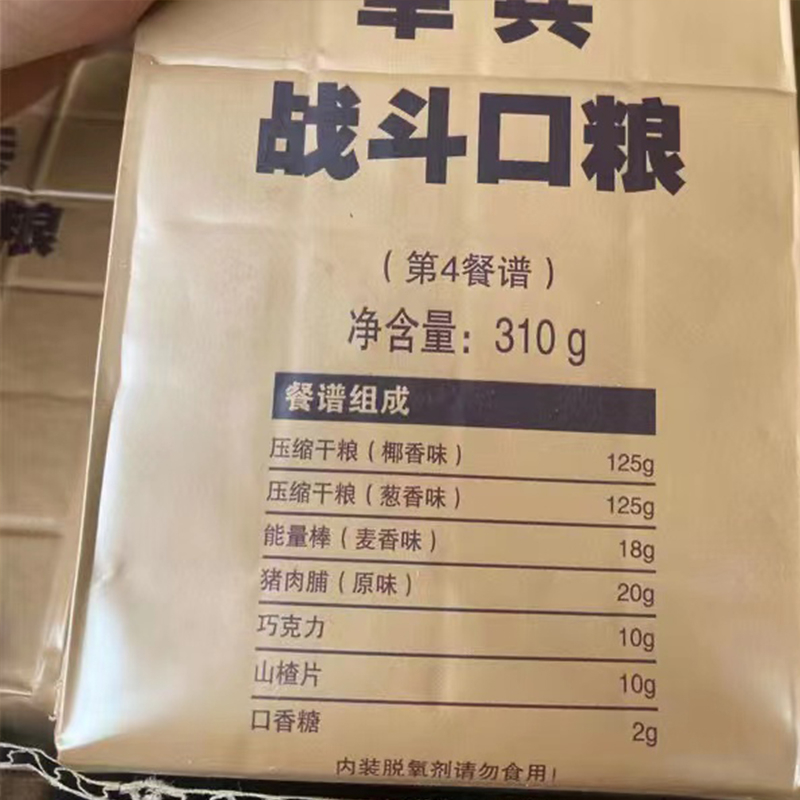 单兵
战斗口粮
（第4餐谱）
净含量：310 g
餐谱组成
压缩干粮（椰香味） 125g
压缩干粮（葱香味） 125g
能量棒（麦香味） 18g
猪肉脯（原味） 20g
巧克力 10g
山楂片 10g
口香糖 2g
内装脱氧剂请勿食用！
粮